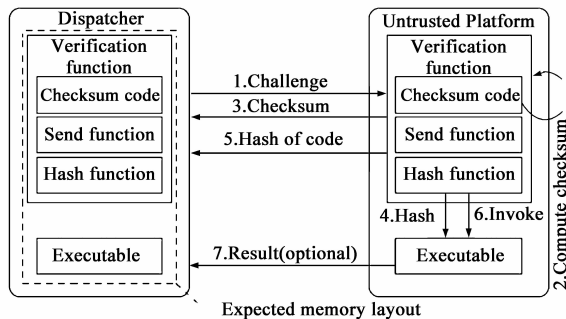 Dispatcher
Verification
function
Checksum code
Send function
Hash function
Executable
1.Challenge
3.Checksum
5.Hash of code
7.Result(optional)
Untrusted Platform
Verification
function
Checksum code
Send function
Hash function
4.Hash
6.Invoke
Executable
2.Compute checksum
Expected memory layout